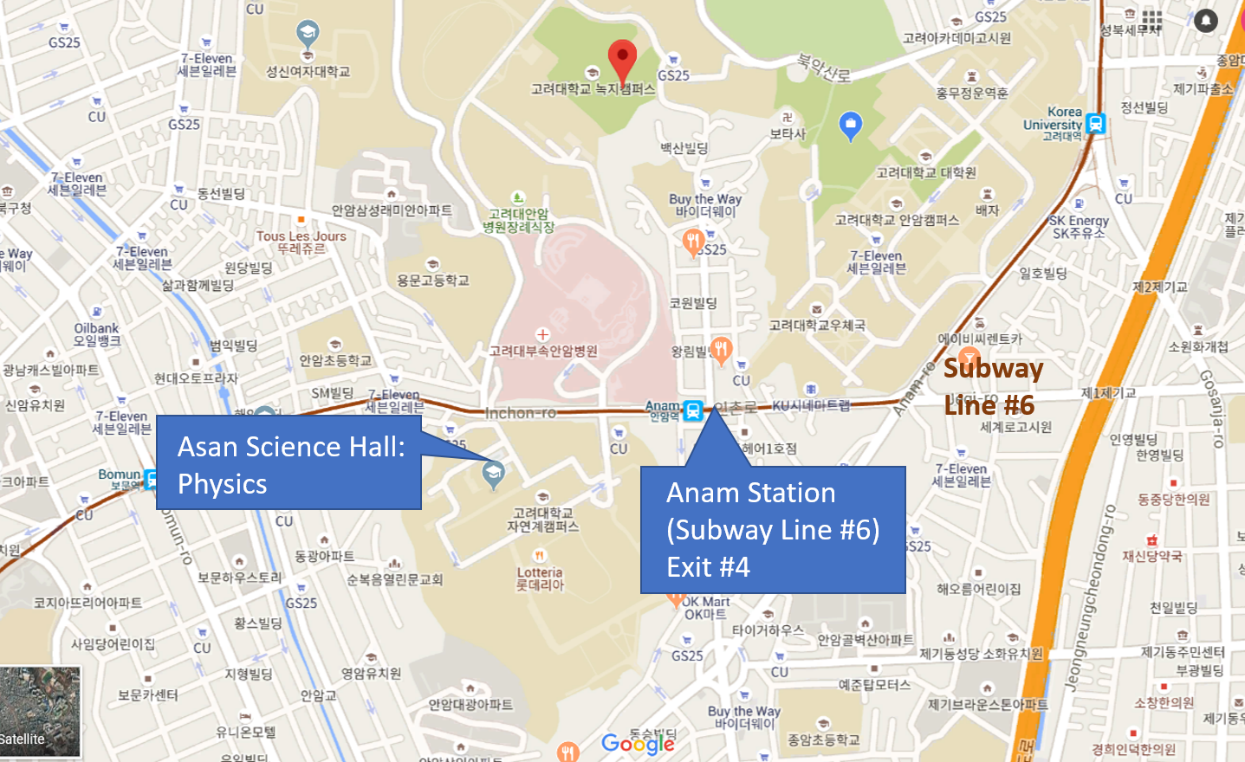 CU
GS25
GS25
7-Eleven
세븐일레븐
성신여자대학교
고려대학교 녹지캠퍼스
GS25
고려아카데미고시원
성북세무서
북악산로
홍무정운역훈
제기파출소
정선빌딩
Korea
University
고려대역
CU
GS25
보타사
백산빌딩
고려대학교 대학원
7-Eleven
세븐일레븐
북구청
동선빌딩
CU
안암삼성래미안아파트
고려대안암
병원장례식장
Buy the Way
바이더웨이
고려대학교 안암캠퍼스
배자
CU
SK Energy
SK주유소
Tous Les Jours
뚜레쥬르
7-Eleven
세븐일레븐
GS25
7-Eleven
세븐일레븐
원당빌딩
삶과함께빌딩
용문고등학교
일호빌딩
제2제기교
코원빌딩
고려대학교우체국
Oilbank
오일뱅크
범익빌딩
안암초등학교
고려대부속안암병원
에이비씨렌트카
소원화개첩
광남캐스빌아파트
현대오토프라자
CU
Subway
Line #6
신암유치원
SM빌딩
7-Eleven
세븐일레븐
Inchon-ro
Anam
안암역
인촌로
KU시네마트랩
Anam-ro
제1제기교
Gosanja-ro
7-Eleven
세븐일레븐
세계로고시원
Asan Science Hall:
Physics
CU
헤어1호점
인영빌딩
한영빌딩
Bomun
보문역
Anam Station
(Subway Line #6)
Exit #4
7-Eleven
세븐일레븐
동중당한의원
CU
CU
고려대학교
자연계캠퍼스
Bomun-ro
GS25
재신당약국
동광아파트
보문하우스토리
순복음열린문교회
Lotteria
롯데리아
해오름어린이집
Jeongneungcheondong-ro
코지아뜨리어아파트
GS25
OK Mart
OK마트
타이거하우스
천일빌딩
황스빌딩
안암골벽산아파트
사임당어린이집
CU
GS25
CU
제기동성당
소화유치원
제기동주민센터
부광빌딩
지형빌딩
영암유치원
보문카센터
안암교
안암대광아파트
예준탑모터스
제기브라운스톤아파트
소창한의원
Buy the Way
바이더웨이
Satellite
유니온모텔
Google
종암초등학교
경희인덕한의원